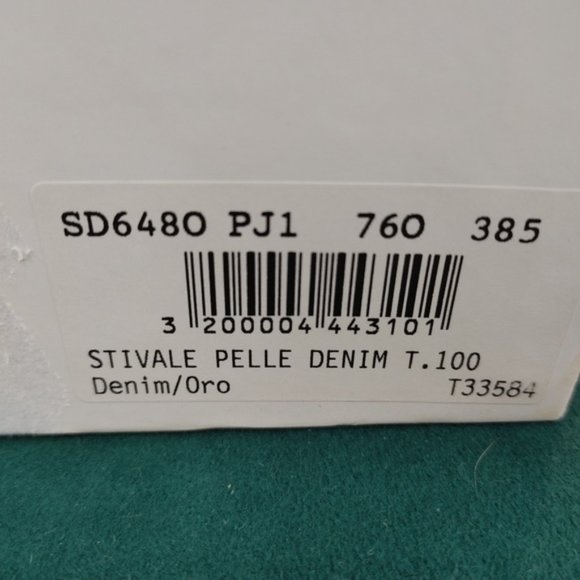 SD6480 PJ1 760 385
3 200004 443101
STIVALE PELLE DENIM T.100
Denim/Oro T33584